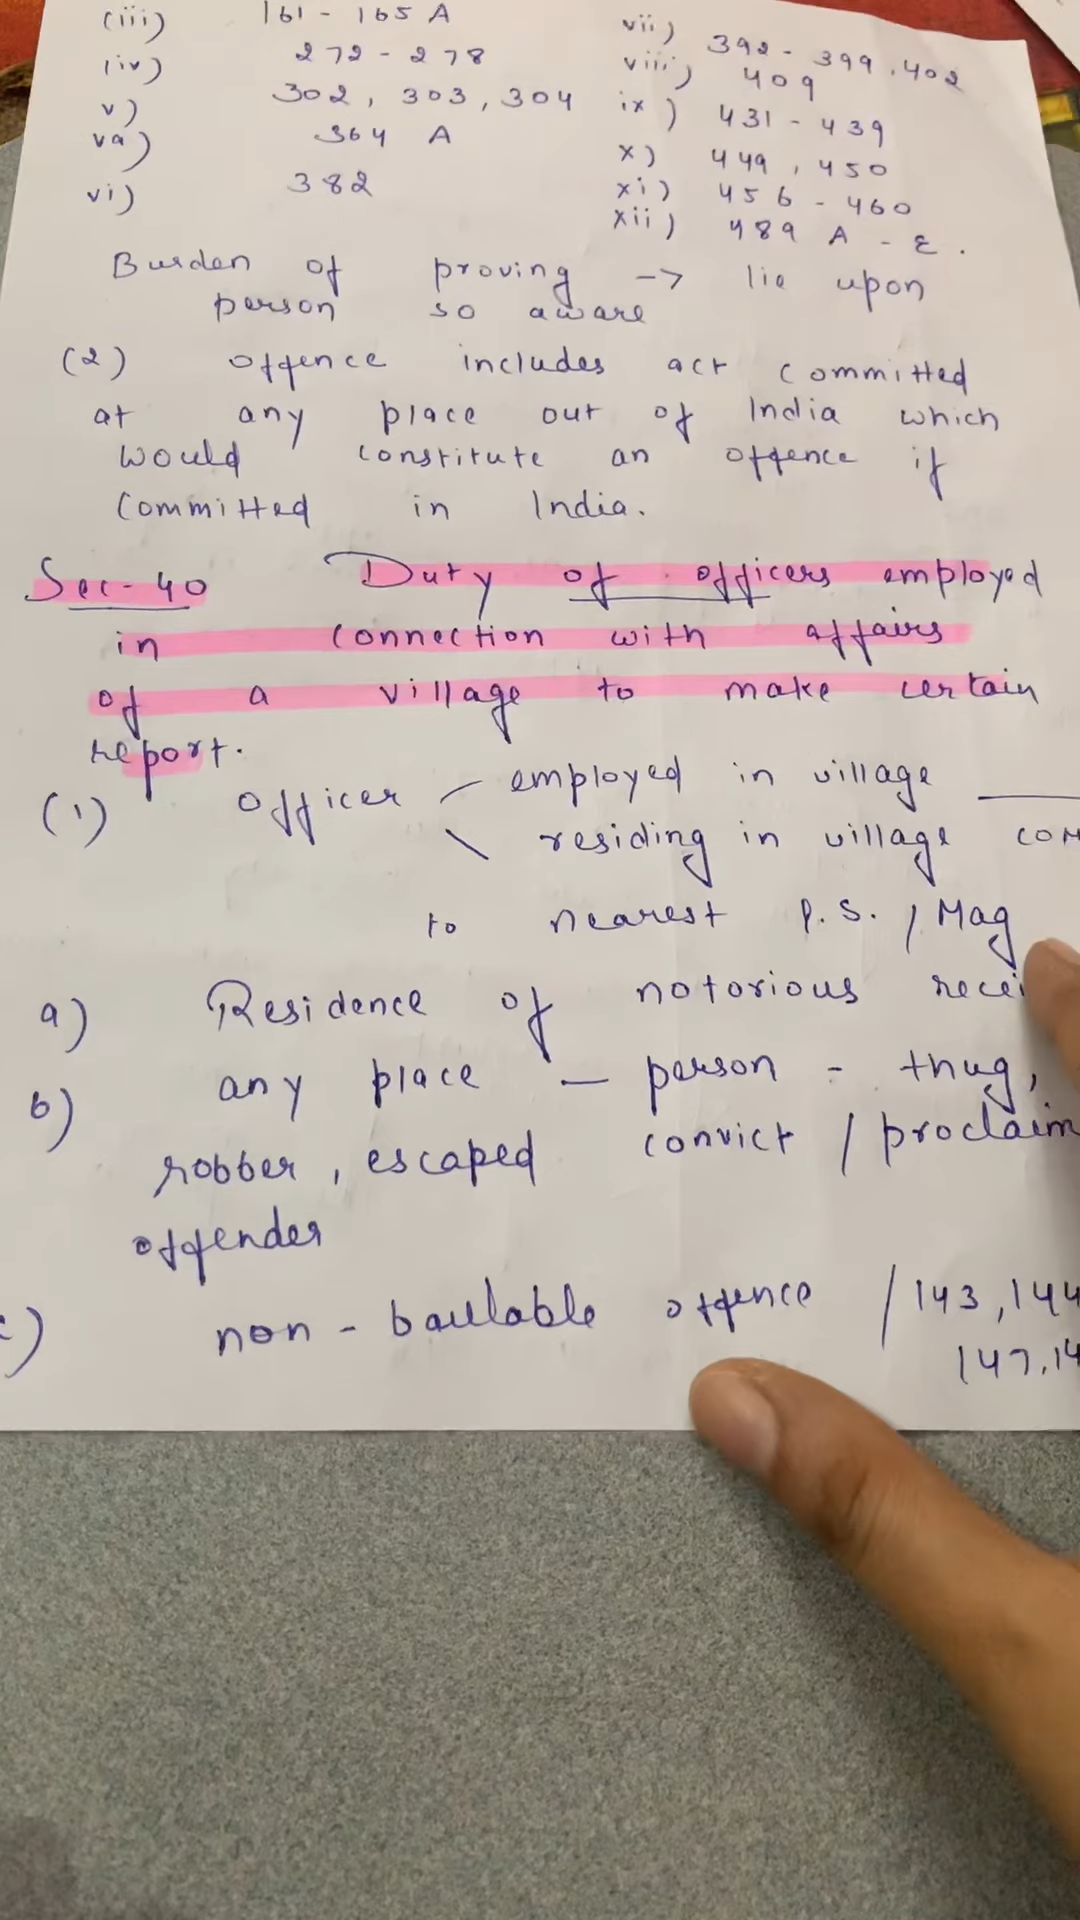 (iii) 161 - 165 A
(iv) 272 - 278
v) 302, 303, 304
va) 364 A
vi) 382
vii) 392 - 399, 402
viii) 409
ix) 431 - 439
x) 449, 450
xi) 456 - 460
xii) 489 A - E.
Burden of proving -> lie upon
person so aware
(2) offence includes act committed
at any place out of India which
would constitute an offence if
committed in India.
Sec-40 Duty of officers employed
in connection with affairs
of a village to make certain
report.
(1) officer employed in village
residing in village com
to nearest P.S. / Mag
a) Residence of notorious recei
b) any place - person - thug,
robber, escaped convict / proclaim
offender
c) non-bailable offence / 143, 144
147, 14